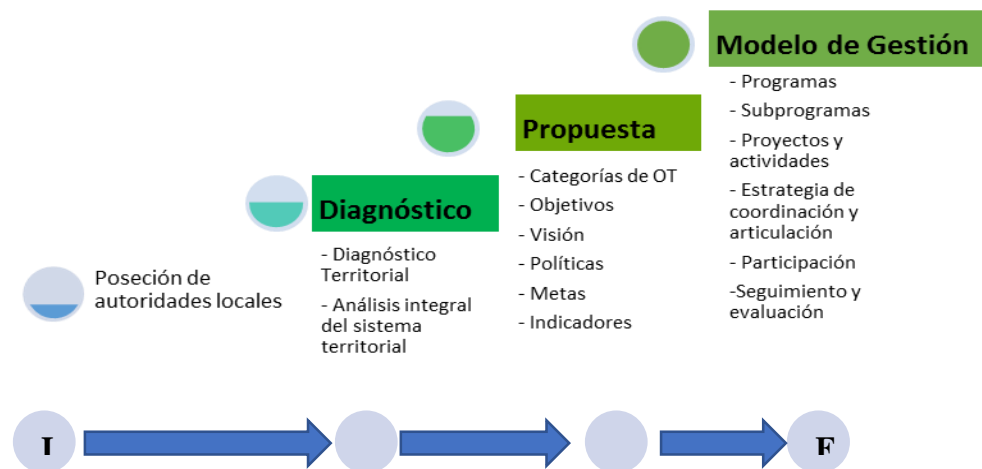 Poseción de
autoridades locales
Diagnóstico
- Diagnóstico
Territorial
- Análisis integral
del sistema
territorial
Propuesta
- Categorías de OT
- Objetivos
- Visión
- Políticas
- Metas
- Indicadores
Modelo de Gestión
- Programas
- Subprogramas
- Proyectos y
actividades
- Estrategia de
coordinación y
articulación
- Participación
-Seguimiento y
evaluación
I
F